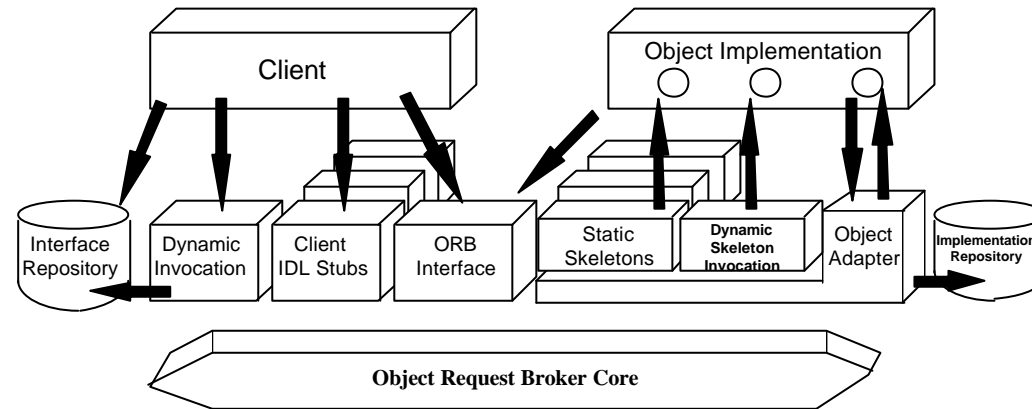 Client
Object Implementation
Interface
Repository
Dynamic
Invocation
Client
IDL Stubs
ORB
Interface
Static
Skeletons
Dynamic
Skeleton
Invocation
Object
Adapter
Implementation
Repository
Object Request Broker Core